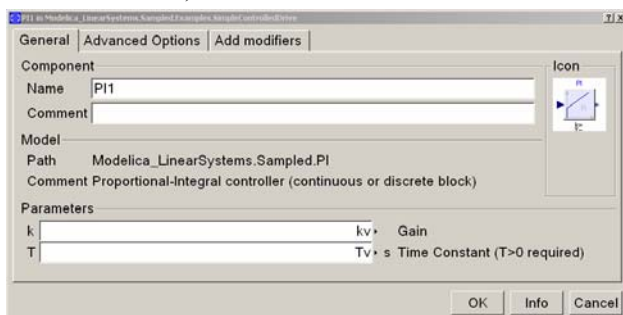 PI1 in Modelica_LinearSystems.Sampled.Examples.SimpleControlledDrive
? x
General Advanced Options Add modifiers
Component
Icon
Name PI1
Comment
PI
Model
Path Modelica_LinearSystems.Sampled.PI
Comment Proportional-Integral controller (continuous or discrete block)
Parameters
k kv Gain
T Tv s Time Constant (T>0 required)
OK Info Cancel